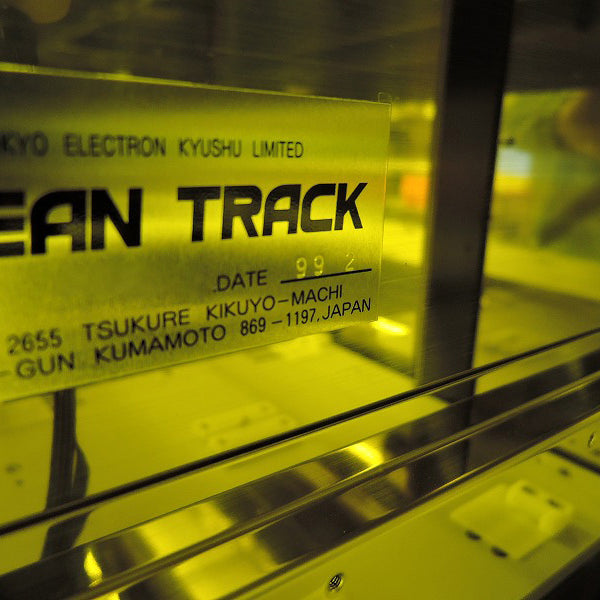 KYO ELECTRON KYUSHU LIMITED
EAN TRACK
.DATE 99 2
2655 TSUKURE KIKUYO-MACHI
-GUN KUMAMOTO 869-1197, JAPAN